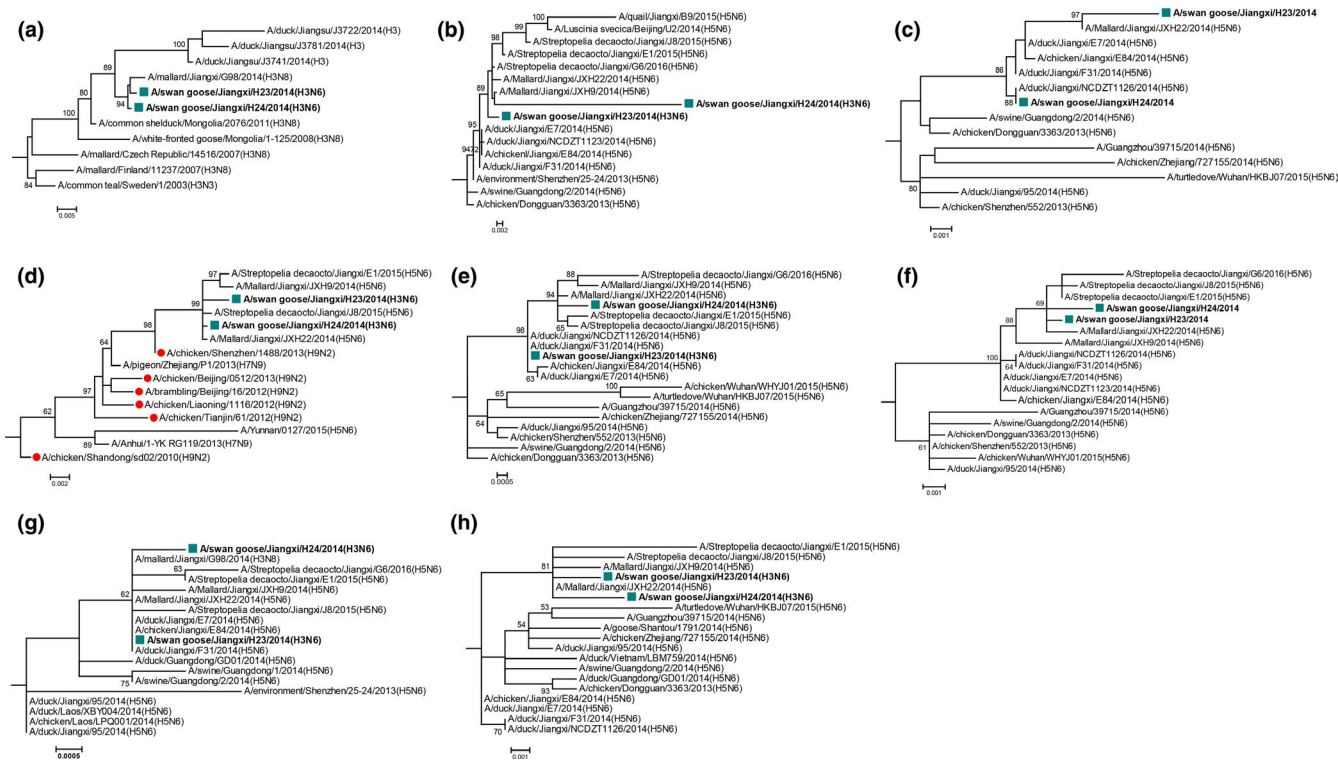 (a)
A/duck/Jiangsu/J3722/2014(H3)
100
A/duck/Jiangsu/J3781/2014(H3)
A/duck/Jiangsu/J3741/2014(H3)
89
A/mallard/Jiangxi/G98/2014(H3N8)
A/swan goose/Jiangxi/H23/2014(H3N6)
80
94
A/swan goose/Jiangxi/H24/2014(H3N6)
100
A/common shelduck/Mongolia/2076/2011(H3N8)
A/white-fronted goose/Mongolia/1-125/2008(H3N8)
A/mallard/Czech Republic/14516/2007(H3N8)
A/mallard/Finland/11237/2007(H3N8)
84
A/common teal/Sweden/1/2003(H3N3)
0.005
(b)
100
A/quail/Jiangxi/B9/2015(H5N6)
A/Luscinia svecica/Beijing/U2/2014(H5N6)
98
A/Streptopelia decaocto/Jiangxi/J8/2015(H5N6)
99
A/Streptopelia decaocto/Jiangxi/E1/2015(H5N6)
A/Streptopelia decaocto/Jiangxi/G6/2016(H5N6)
A/Mallard/Jiangxi/JXH22/2014(H5N6)
89
A/Mallard/Jiangxi/JXH9/2014(H5N6)
A/swan goose/Jiangxi/H24/2014(H3N6)
A/swan goose/Jiangxi/H23/2014(H3N6)
95
A/duck/Jiangxi/E7/2014(H5N6)
A/duck/Jiangxi/NCDZT1123/2014(H5N6)
9472
A/chickenl/Jiangxi/E84/2014(H5N6)
A/duck/Jiangxi/F31/2014(H5N6)
A/environment/Shenzhen/25-24/2013(H5N6)
A/swine/Guangdong/2/2014(H5N6)
A/chicken/Dongguan/3363/2013(H5N6)
0.002
(c)
97
A/swan goose/Jiangxi/H23/2014
A/Mallard/Jiangxi/JXH22/2014(H5N6)
A/duck/Jiangxi/E7/2014(H5N6)
A/chicken/Jiangxi/E84/2014(H5N6)
86
A/duck/Jiangxi/F31/2014(H5N6)
A/duck/Jiangxi/NCDZT1126/2014(H5N6)
88
A/swan goose/Jiangxi/H24/2014
A/swine/Guangdong/2/2014(H5N6)
A/chicken/Dongguan/3363/2013(H5N6)
A/Guangzhou/39715/2014(H5N6)
A/chicken/Zhejiang/727155/2014(H5N6)
A/turtledove/Wuhan/HKBJ07/2015(H5N6)
80
A/duck/Jiangxi/95/2014(H5N6)
A/chicken/Shenzhen/552/2013(H5N6)
0.001
(d)
97
A/Streptopelia decaocto/Jiangxi/E1/2015(H5N6)
A/Mallard/Jiangxi/JXH9/2014(H5N6)
A/swan goose/Jiangxi/H23/2014(H3N6)
99
A/Streptopelia decaocto/Jiangxi/J8/2015(H5N6)
A/swan goose/Jiangxi/H24/2014(H3N6)
98
A/Mallard/Jiangxi/JXH22/2014(H5N6)
A/chicken/Shenzhen/1488/2013(H9N2)
64
A/pigeon/Zhejiang/P1/2013(H7N9)
A/chicken/Beijing/0512/2013(H9N2)
97
A/brambling/Beijing/16/2012(H9N2)
A/chicken/Liaoning/1116/2012(H9N2)
62
A/chicken/Tianjin/61/2012(H9N2)
A/Yunnan/0127/2015(H5N6)
89
A/Anhui/1-YK RG119/2013(H7N9)
A/chicken/Shandong/sd02/2010(H9N2)
0.002
(e)
88
A/Streptopelia decaocto/Jiangxi/G6/2016(H5N6)
A/Mallard/Jiangxi/JXH9/2014(H5N6)
94
A/Mallard/Jiangxi/JXH22/2014(H5N6)
A/swan goose/Jiangxi/H24/2014(H3N6)
A/Streptopelia decaocto/Jiangxi/E1/2015(H5N6)
65
A/Streptopelia decaocto/Jiangxi/J8/2015(H5N6)
98
A/duck/Jiangxi/NCDZT1126/2014(H5N6)
A/duck/Jiangxi/F31/2014(H5N6)
A/swan goose/Jiangxi/H23/2014(H3N6)
A/chicken/Jiangxi/E84/2014(H5N6)
63
A/duck/Jiangxi/E7/2014(H5N6)
100
A/chicken/Wuhan/WHYJ01/2015(H5N6)
A/turtledove/Wuhan/HKBJ07/2015(H5N6)
65
A/Guangzhou/39715/2014(H5N6)
A/chicken/Zhejiang/727155/2014(H5N6)
64
A/duck/Jiangxi/95/2014(H5N6)
A/chicken/Shenzhen/552/2013(H5N6)
A/swine/Guangdong/2/2014(H5N6)
A/chicken/Dongguan/3363/2013(H5N6)
0.0005
(f)
A/Streptopelia decaocto/Jiangxi/G6/2016(H5N6)
A/Streptopelia decaocto/Jiangxi/J8/2015(H5N6)
A/Streptopelia decaocto/Jiangxi/E1/2015(H5N6)
69
A/swan goose/Jiangxi/H24/2014
A/swan goose/Jiangxi/H23/2014
88
A/Mallard/Jiangxi/JXH22/2014(H5N6)
A/Mallard/Jiangxi/JXH9/2014(H5N6)
100
A/duck/Jiangxi/NCDZT1126/2014(H5N6)
64
A/duck/Jiangxi/F31/2014(H5N6)
A/duck/Jiangxi/E7/2014(H5N6)
A/duck/Jiangxi/NCDZT1123/2014(H5N6)
A/chicken/Jiangxi/E84/2014(H5N6)
A/Guangzhou/39715/2014(H5N6)
A/swine/Guangdong/2/2014(H5N6)
A/chicken/Dongguan/3363/2013(H5N6)
A/chicken/Shenzhen/552/2013(H5N6)
61
A/chicken/Wuhan/WHYJ01/2015(H5N6)
A/duck/Jiangxi/95/2014(H5N6)
0.001
(g)
A/swan goose/Jiangxi/H24/2014(H3N6)
A/mallard/Jiangxi/G98/2014(H3N8)
63
A/Streptopelia decaocto/Jiangxi/G6/2016(H5N6)
A/Streptopelia decaocto/Jiangxi/E1/2015(H5N6)
A/Mallard/Jiangxi/JXH9/2014(H5N6)
62
A/Mallard/Jiangxi/JXH22/2014(H5N6)
A/Streptopelia decaocto/Jiangxi/J8/2015(H5N6)
A/duck/Jiangxi/E7/2014(H5N6)
A/chicken/Jiangxi/E84/2014(H5N6)
A/swan goose/Jiangxi/H23/2014(H3N6)
A/duck/Jiangxi/F31/2014(H5N6)
A/duck/Guangdong/GD01/2014(H5N6)
A/swine/Guangdong/1/2014(H5N6)
75
A/swine/Guangdong/2/2014(H5N6)
A/environment/Shenzhen/25-24/2013(H5N6)
A/duck/Jiangxi/95/2014(H5N6)
A/duck/Laos/XBY004/2014(H5N6)
A/chicken/Laos/LPQ001/2014(H5N6)
A/duck/Jiangxi/95/2014(H5N6)
0.0005
(h)
A/Streptopelia decaocto/Jiangxi/E1/2015(H5N6)
A/Streptopelia decaocto/Jiangxi/J8/2015(H5N6)
81
A/Mallard/Jiangxi/JXH9/2014(H5N6)
A/swan goose/Jiangxi/H23/2014(H3N6)
A/Mallard/Jiangxi/JXH22/2014(H5N6)
A/swan goose/Jiangxi/H24/2014(H3N6)
53
A/turtledove/Wuhan/HKBJ07/2015(H5N6)
A/Guangzhou/39715/2014(H5N6)
54
A/goose/Shantou/1791/2014(H5N6)
A/chicken/Zhejiang/727155/2014(H5N6)
A/duck/Jiangxi/95/2014(H5N6)
A/duck/Vietnam/LBM759/2014(H5N6)
A/swine/Guangdong/2/2014(H5N6)
A/duck/Guangdong/GD01/2014(H5N6)
93
A/chicken/Dongguan/3363/2013(H5N6)
A/chicken/Jiangxi/E84/2014(H5N6)
A/duck/Jiangxi/E7/2014(H5N6)
A/duck/Jiangxi/F31/2014(H5N6)
70
A/duck/Jiangxi/NCDZT1126/2014(H5N6)
0.001